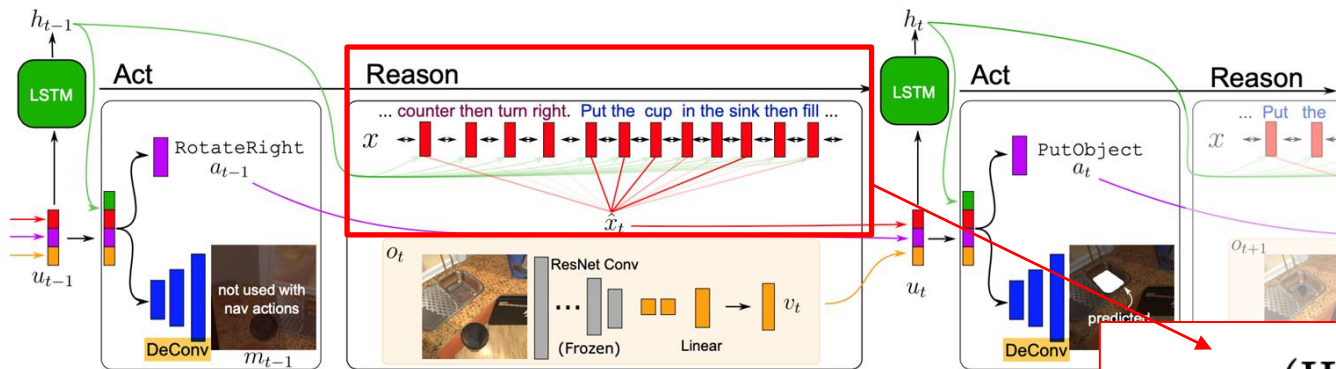 h_{t-1}
LSTM
Act
Reason
... counter then turn right. Put the cup in the sink then fill ...
x
RotateRight
a_{t-1}
\hat{x}_t
u_{t-1}
not used with
nav actions
DeConv
m_{t-1}
o_t
ResNet Conv
...
(Frozen)
Linear
v_t
h_t
LSTM
Act
Reason
... Put the
x
PutObject
a_t
u_t
o_{t+1}
predicted
DeConv